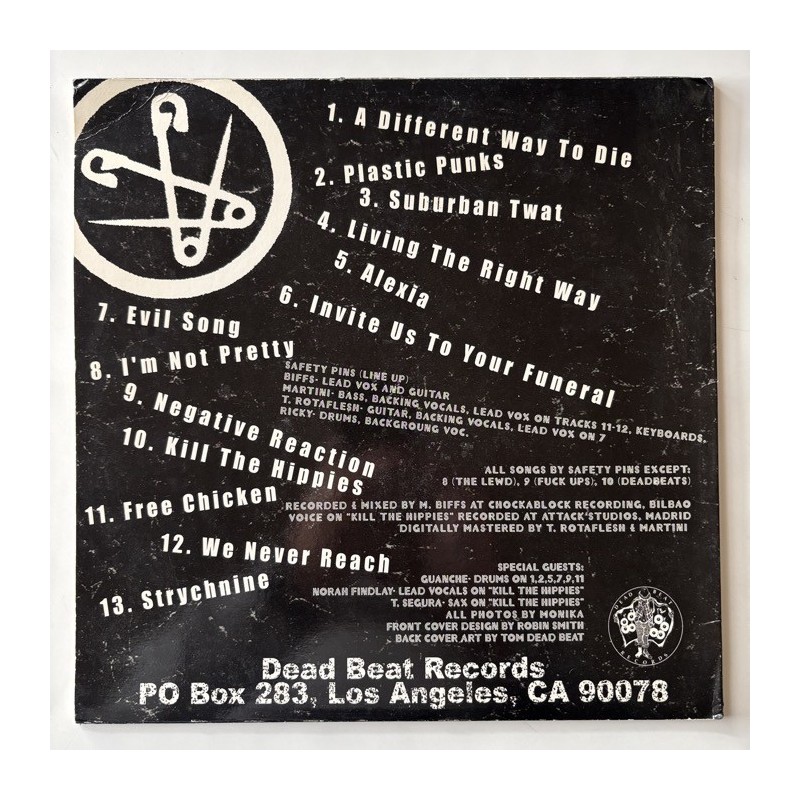 1. A Different Way To Die
2. Plastic Punks
3. Suburban Twat
4. Living The Right Way
5. Alexia
6. Invite Us To Your Funeral
7. Evil Song
8. I'm Not Pretty
9. Negative Reaction
10. Kill The Hippies
11. Free Chicken
12. We Never Reach
13. Strychnine
SAFETY PINS (LINE UP)
BIFFS- LEAD VOX AND GUITAR
MARTINI- BASS, BACKING VOCALS, LEAD VOX ON TRACKS 11-12, KEYBOARDS.
T. ROTAFLESH- GUITAR, BACKING VOCALS, LEAD VOX ON 7
RICKY- DRUMS, BACKGROUNG VOC.
ALL SONGS BY SAFETY PINS EXCEPT:
8 (THE LEWD), 9 (FUCK UPS), 10 (DEADBEATS)
RECORDED & MIXED BY M. BIFFS AT CHOCKABLOCK RECORDING, BILBAO
VOICE ON "KILL THE HIPPIES" RECORDED AT ATTACK'STUDIOS, MADRID
DIGITALLY MASTERED BY T. ROTAFLESH & MARTINI
SPECIAL GUESTS:
GUANCHE- DRUMS ON 1,2,5,7,9,11
NORAH FINDLAY- LEAD VOCALS ON "KILL THE HIPPIES"
T. SEGURA- SAX ON "KILL THE HIPPIES"
ALL PHOTOS BY MONIKA
FRONT COVER DESIGN BY ROBIN SMITH
BACK COVER ART BY TOM DEAD BEAT
DEAD BEAT
RECORDS
Dead Beat Records
PO Box 283, Los Angeles, CA 90078